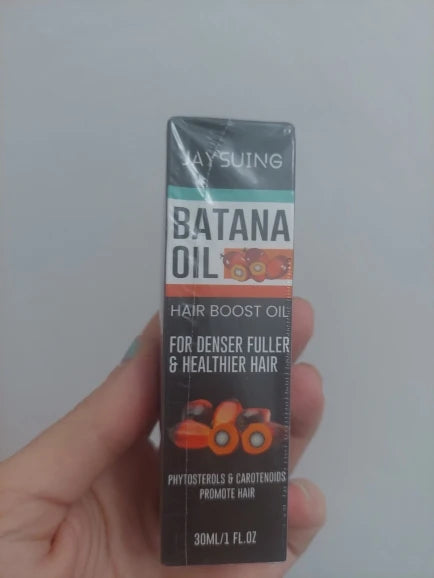 JAYSUING
BATANA
OIL
HAIR BOOST OIL
FOR DENSER FULLER
& HEALTHIER HAIR
PHYTOSTEROLS & CAROTENOIDS
PROMOTE HAIR
30ML/1 FL.OZ